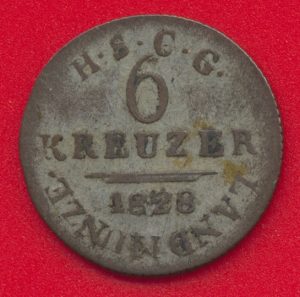 H.S.C.G.
6
KREUZER
1828
LANDMÜNZE.